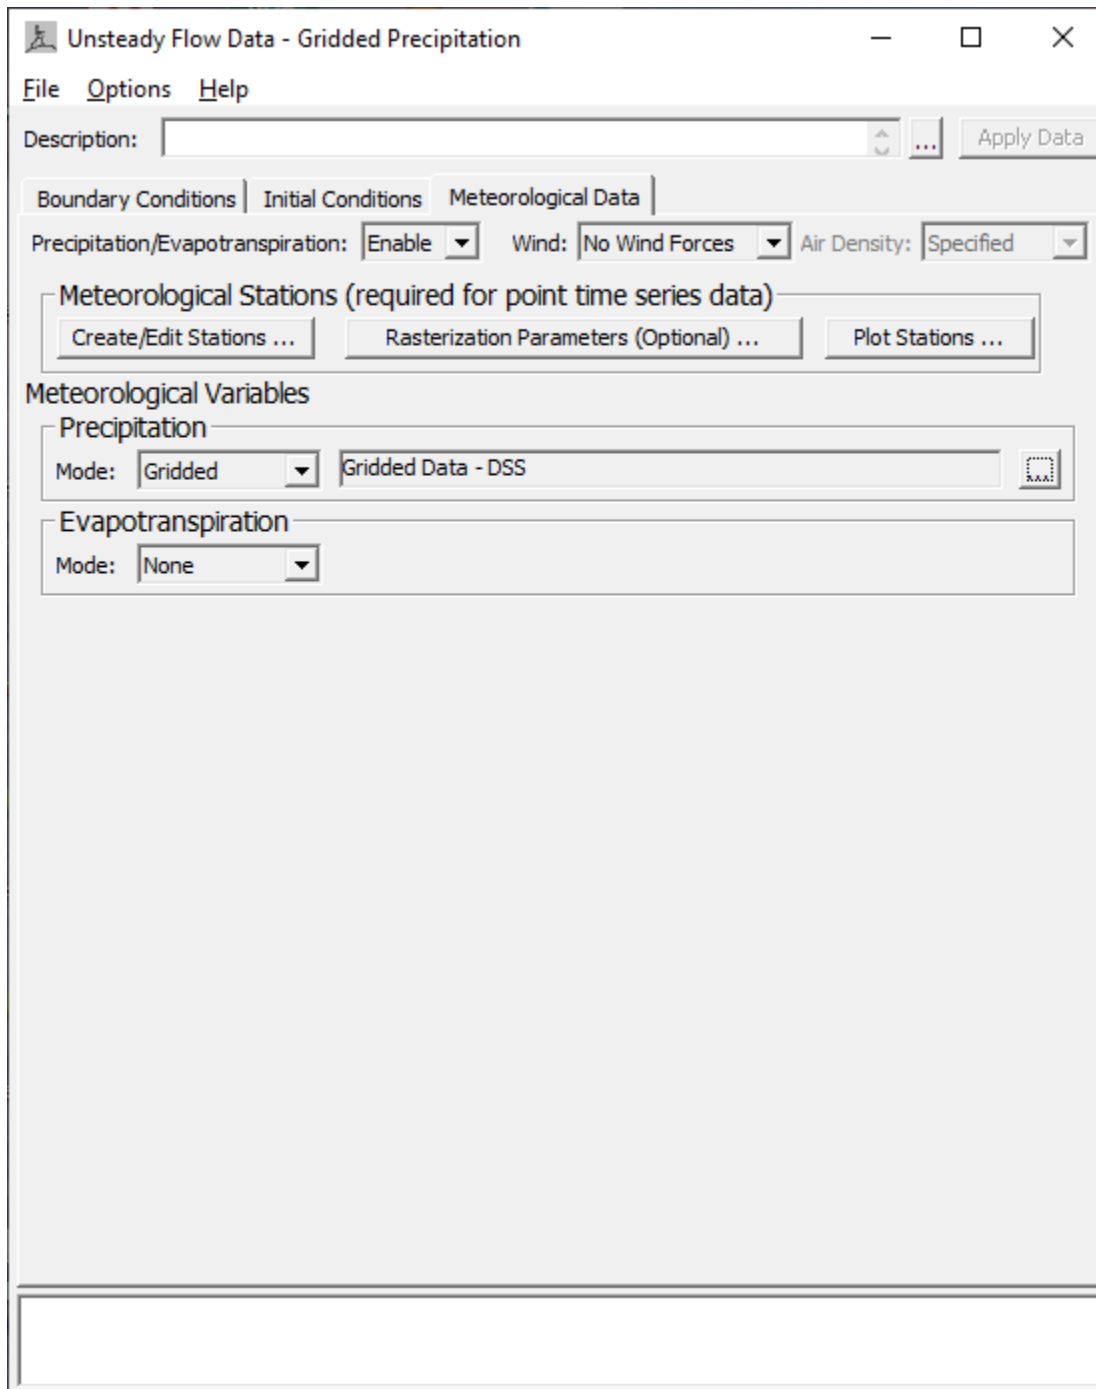 Unsteady Flow Data - Gridded Precipitation
File Options Help
Description: ... Apply Data
Boundary Conditions Initial Conditions Meteorological Data
Precipitation/Evapotranspiration: Enable Wind: No Wind Forces Air Density: Specified
Meteorological Stations (required for point time series data)
Create/Edit Stations ... Rasterization Parameters (Optional) ... Plot Stations ...
Meteorological Variables
Precipitation
Mode: Gridded Gridded Data - DSS ...
Evapotranspiration
Mode: None